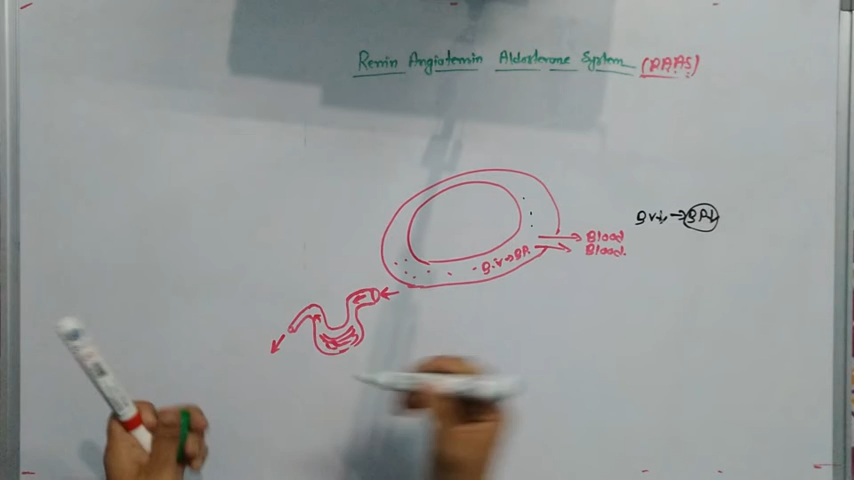 Renin Angiotensin Aldosterone System (RAAS)
B.V↓ → BP↓
Blood
Blood.
B.V → BP